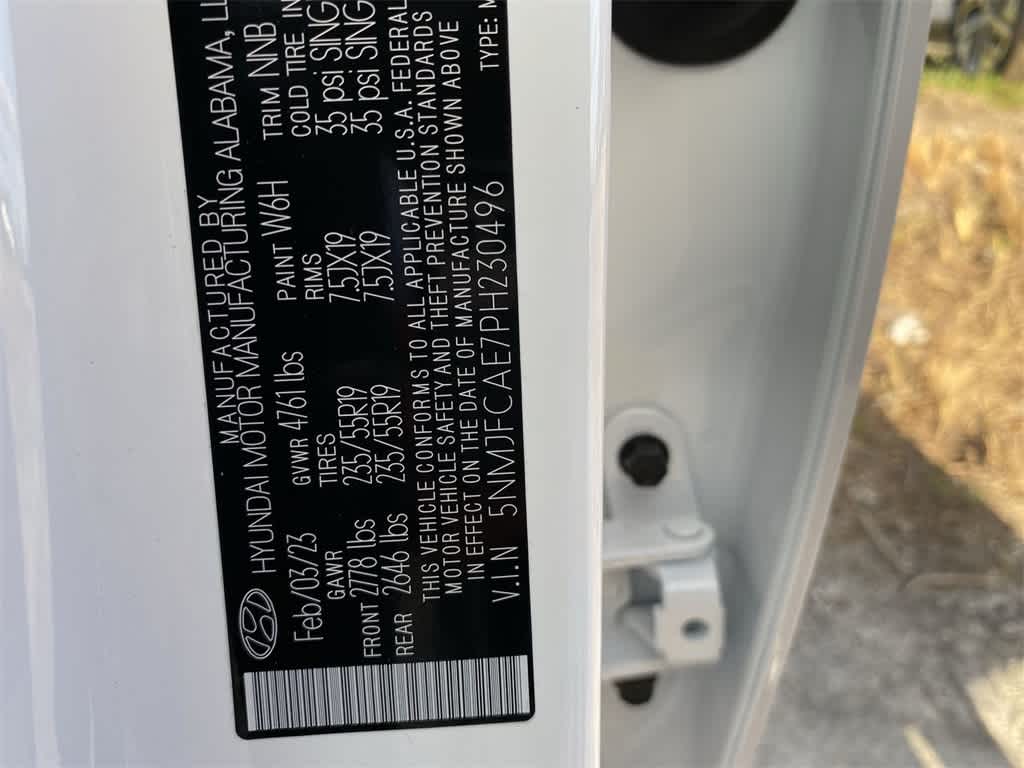 MANUFACTURED BY
HYUNDAI MOTOR MANUFACTURING ALABAMA,
Feb/03/23 GVWR 4761 lbs PAINT W6H TRIM NNB
GAWR TIRES RIMS COLD TIRE
FRONT 2778 lbs 235/55R19 7.5JX19 35 psi SING
REAR 2646 lbs 235/55R19 7.5JX19 35 psi SING
THIS VEHICLE CONFORMS TO ALL APPLICABLE U.S.A. FEDERAL
MOTOR VEHICLE SAFETY AND THEFT PREVENTION STANDARDS
IN EFFECT ON THE DATE OF MANUFACTURE SHOWN ABOVE
V.I.N 5NMJFCAE7PH230496 TYPE: